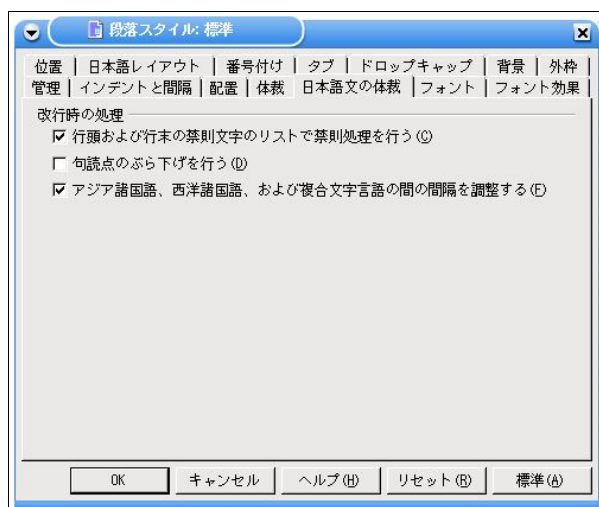 段落スタイル: 標準
位置 日本語レイアウト 番号付け タブ ドロップキャップ 背景 外枠
管理 インデントと間隔 配置 体裁 日本語文の体裁 フォント フォント効果
改行時の処理
行頭および行末の禁則文字のリストで禁則処理を行う(C)
句読点のぶら下げを行う(D)
アジア諸国語、西洋諸国語、および複合文字言語の間の間隔を調整する(E)
OK キャンセル ヘルプ(H) リセット(R) 標準(A)